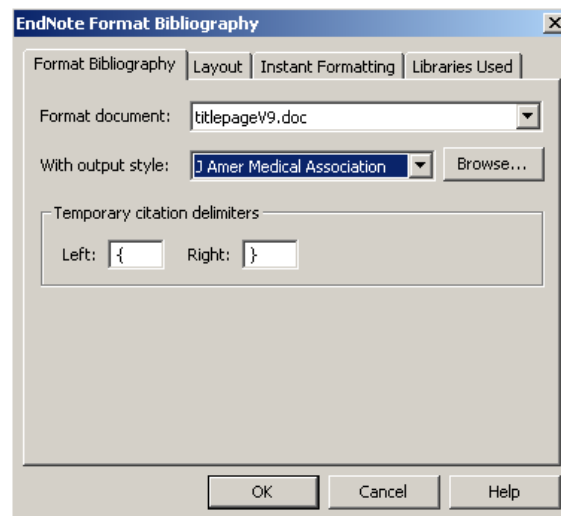 EndNote Format Bibliography
Format Bibliography Layout Instant Formatting Libraries Used
Format document: titlepageV9.doc
With output style: J Amer Medical Association Browse...
Temporary citation delimiters
Left: { Right: }
OK Cancel Help